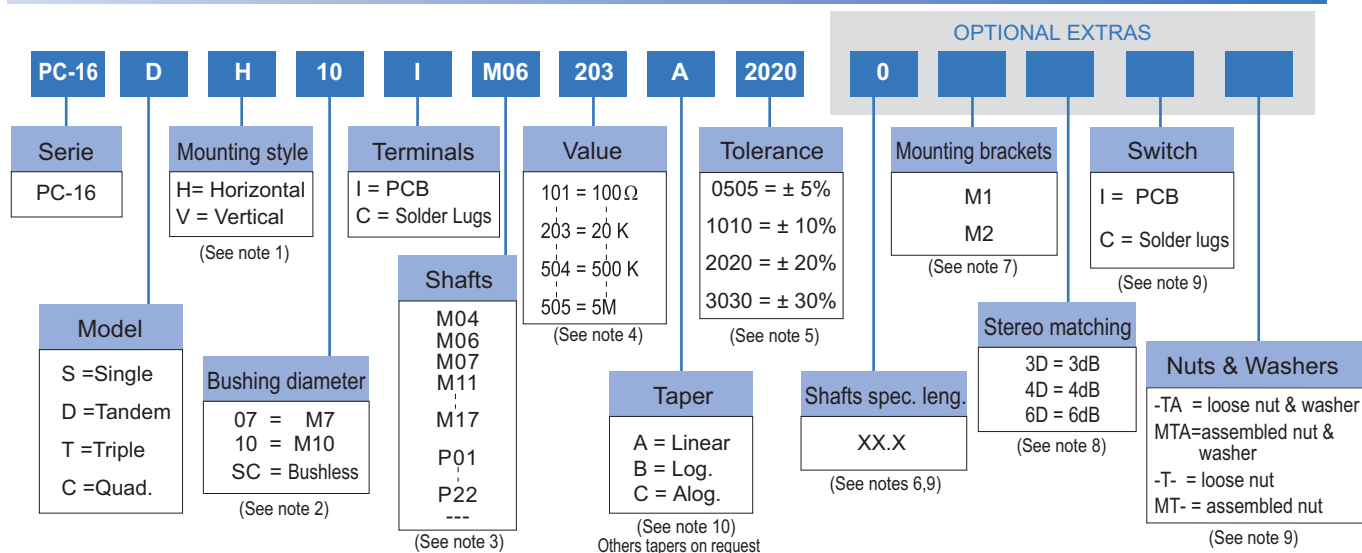 OPTIONAL EXTRAS
PC-16 D H 10 I M06 203 A 2020 0
Serie
PC-16
Mounting style
H= Horizontal
V = Vertical
(See note 1)
Terminals
I = PCB
C = Solder Lugs
Value
101 = 100Ω
203 = 20 K
504 = 500 K
505 = 5M
(See note 4)
Tolerance
0505 = ± 5%
1010 = ± 10%
2020 = ± 20%
3030 = ± 30%
(See note 5)
Mounting brackets
M1
M2
(See note 7)
Switch
I = PCB
C = Solder lugs
(See note 9)
Model
S =Single
D =Tandem
T =Triple
C =Quad.
Bushing diameter
07 = M7
10 = M10
SC = Bushless
(See note 2)
Shafts
M04
M06
M07
M11
M17
P01
P22
---
(See note 3)
Taper
A = Linear
B = Log.
C = Alog.
(See note 10)
Others tapers on request
Shafts spec. leng.
XX.X
(See notes 6,9)
Stereo matching
3D = 3dB
4D = 4dB
6D = 6dB
(See note 8)
Nuts & Washers
-TA = loose nut & washer
MTA=assembled nut &
washer
-T- = loose nut
MT- = assembled nut
(See note 9)